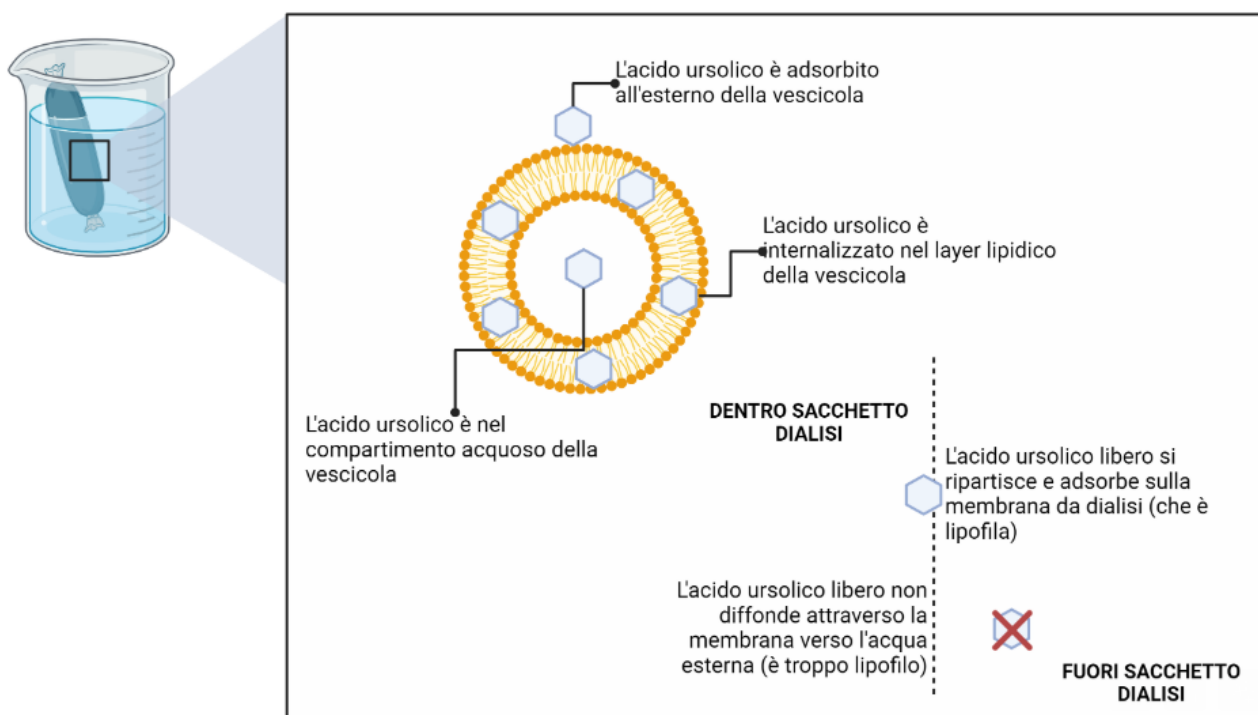 L'acido ursolico è adsorbito
all'esterno della vescicola
L'acido ursolico è
internalizzato nel layer lipidico
della vescicola
L'acido ursolico è nel
compartimento acquoso della
vescicola
DENTRO SACCHETTO
DIALISI
L'acido ursolico libero si
ripartisce e adsorbe sulla
membrana da dialisi (che è
lipofila)
L'acido ursolico libero non
diffonde attraverso la
membrana verso l'acqua
esterna (è troppo lipofilo)
FUORI SACCHETTO
DIALISI